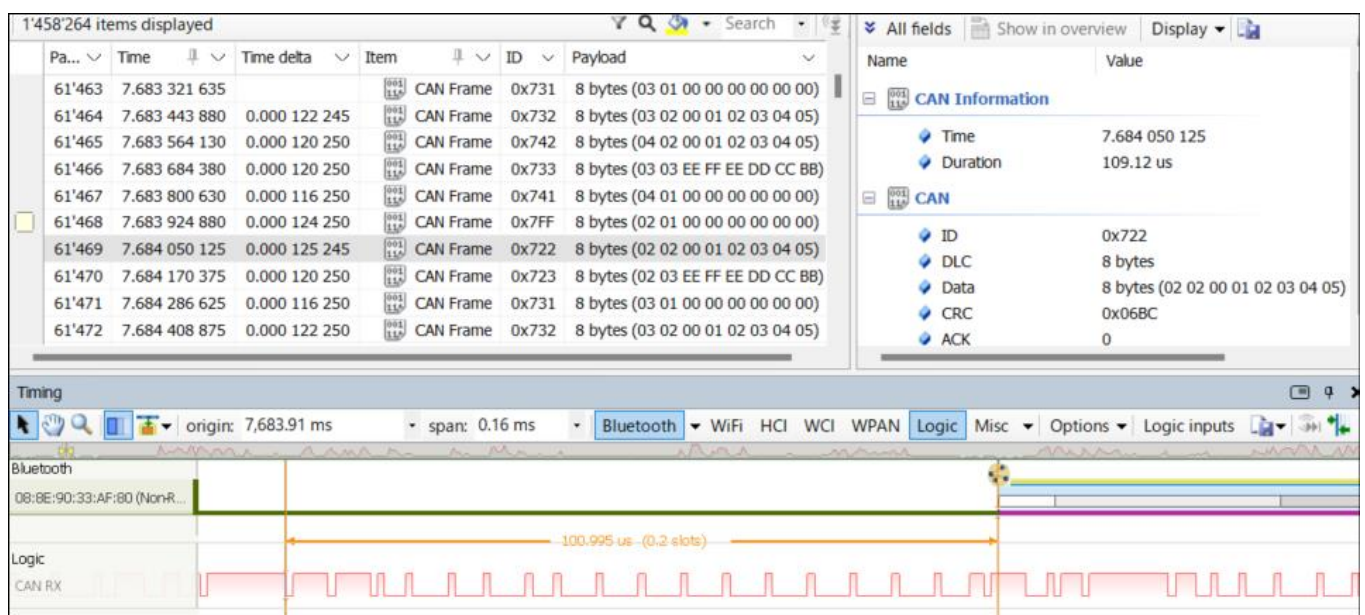 1'458'264 items displayed Search
Pa... Time Time delta Item ID Payload
61'463 7.683 321 635 CAN Frame 0x731 8 bytes (03 01 00 00 00 00 00 00)
61'464 7.683 443 880 0.000 122 245 CAN Frame 0x732 8 bytes (03 02 00 01 02 03 04 05)
61'465 7.683 564 130 0.000 120 250 CAN Frame 0x742 8 bytes (04 02 00 01 02 03 04 05)
61'466 7.683 684 380 0.000 120 250 CAN Frame 0x733 8 bytes (03 03 EE FF EE DD CC BB)
61'467 7.683 800 630 0.000 116 250 CAN Frame 0x741 8 bytes (04 01 00 00 00 00 00 00)
61'468 7.683 924 880 0.000 124 250 CAN Frame 0x7FF 8 bytes (02 01 00 00 00 00 00 00)
61'469 7.684 050 125 0.000 125 245 CAN Frame 0x722 8 bytes (02 02 00 01 02 03 04 05)
61'470 7.684 170 375 0.000 120 250 CAN Frame 0x723 8 bytes (02 03 EE FF EE DD CC BB)
61'471 7.684 286 625 0.000 116 250 CAN Frame 0x731 8 bytes (03 01 00 00 00 00 00 00)
61'472 7.684 408 875 0.000 122 250 CAN Frame 0x732 8 bytes (03 02 00 01 02 03 04 05)
All fields Show in overview Display
Name Value
CAN Information
Time 7.684 050 125
Duration 109.12 us
CAN
ID 0x722
DLC 8 bytes
Data 8 bytes (02 02 00 01 02 03 04 05)
CRC 0x06BC
ACK 0
Timing
origin: 7,683.91 ms span: 0.16 ms Bluetooth WiFi HCI WCI WPAN Logic Misc Options Logic inputs
Bluetooth
08:8E:90:33:AF:80 (Non-R...
100.995 us (0.2 slots)
Logic
CAN RX